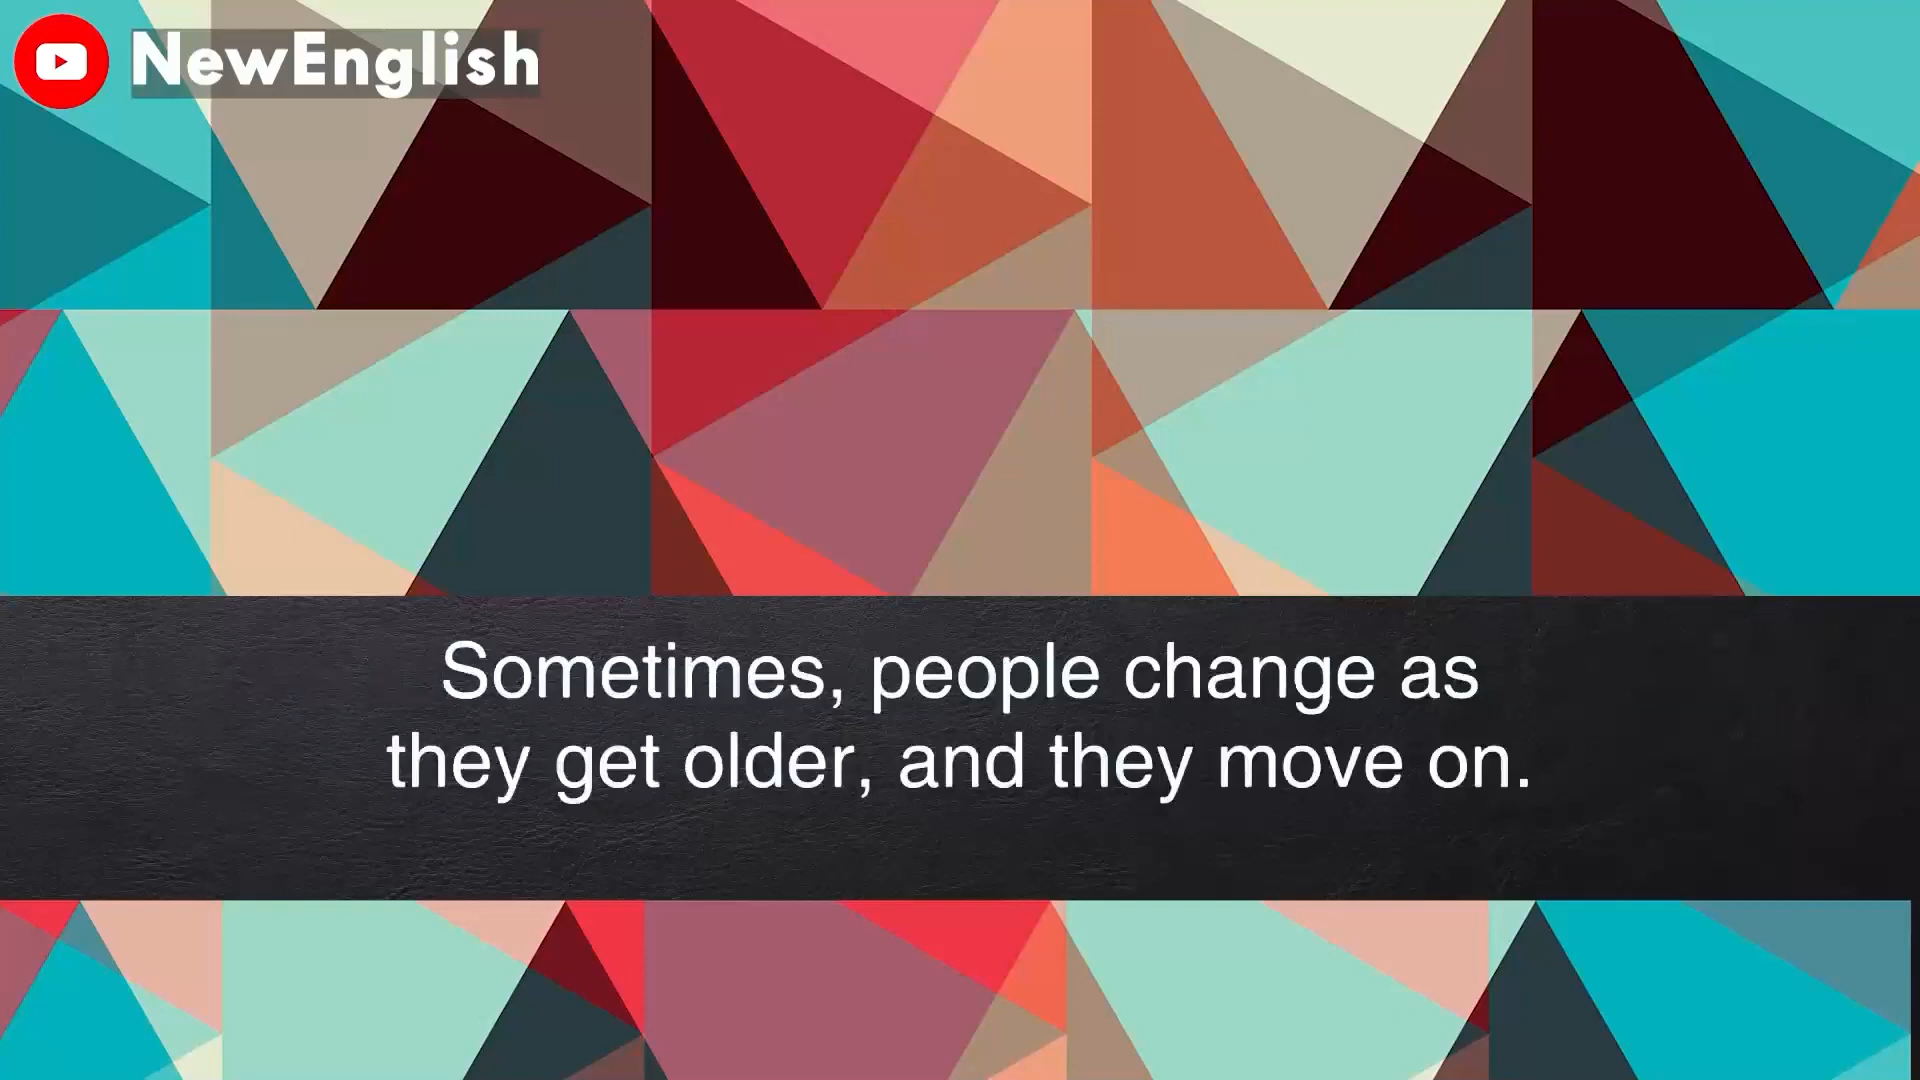 NewEnglish
Sometimes, people change as
they get older, and they move on.